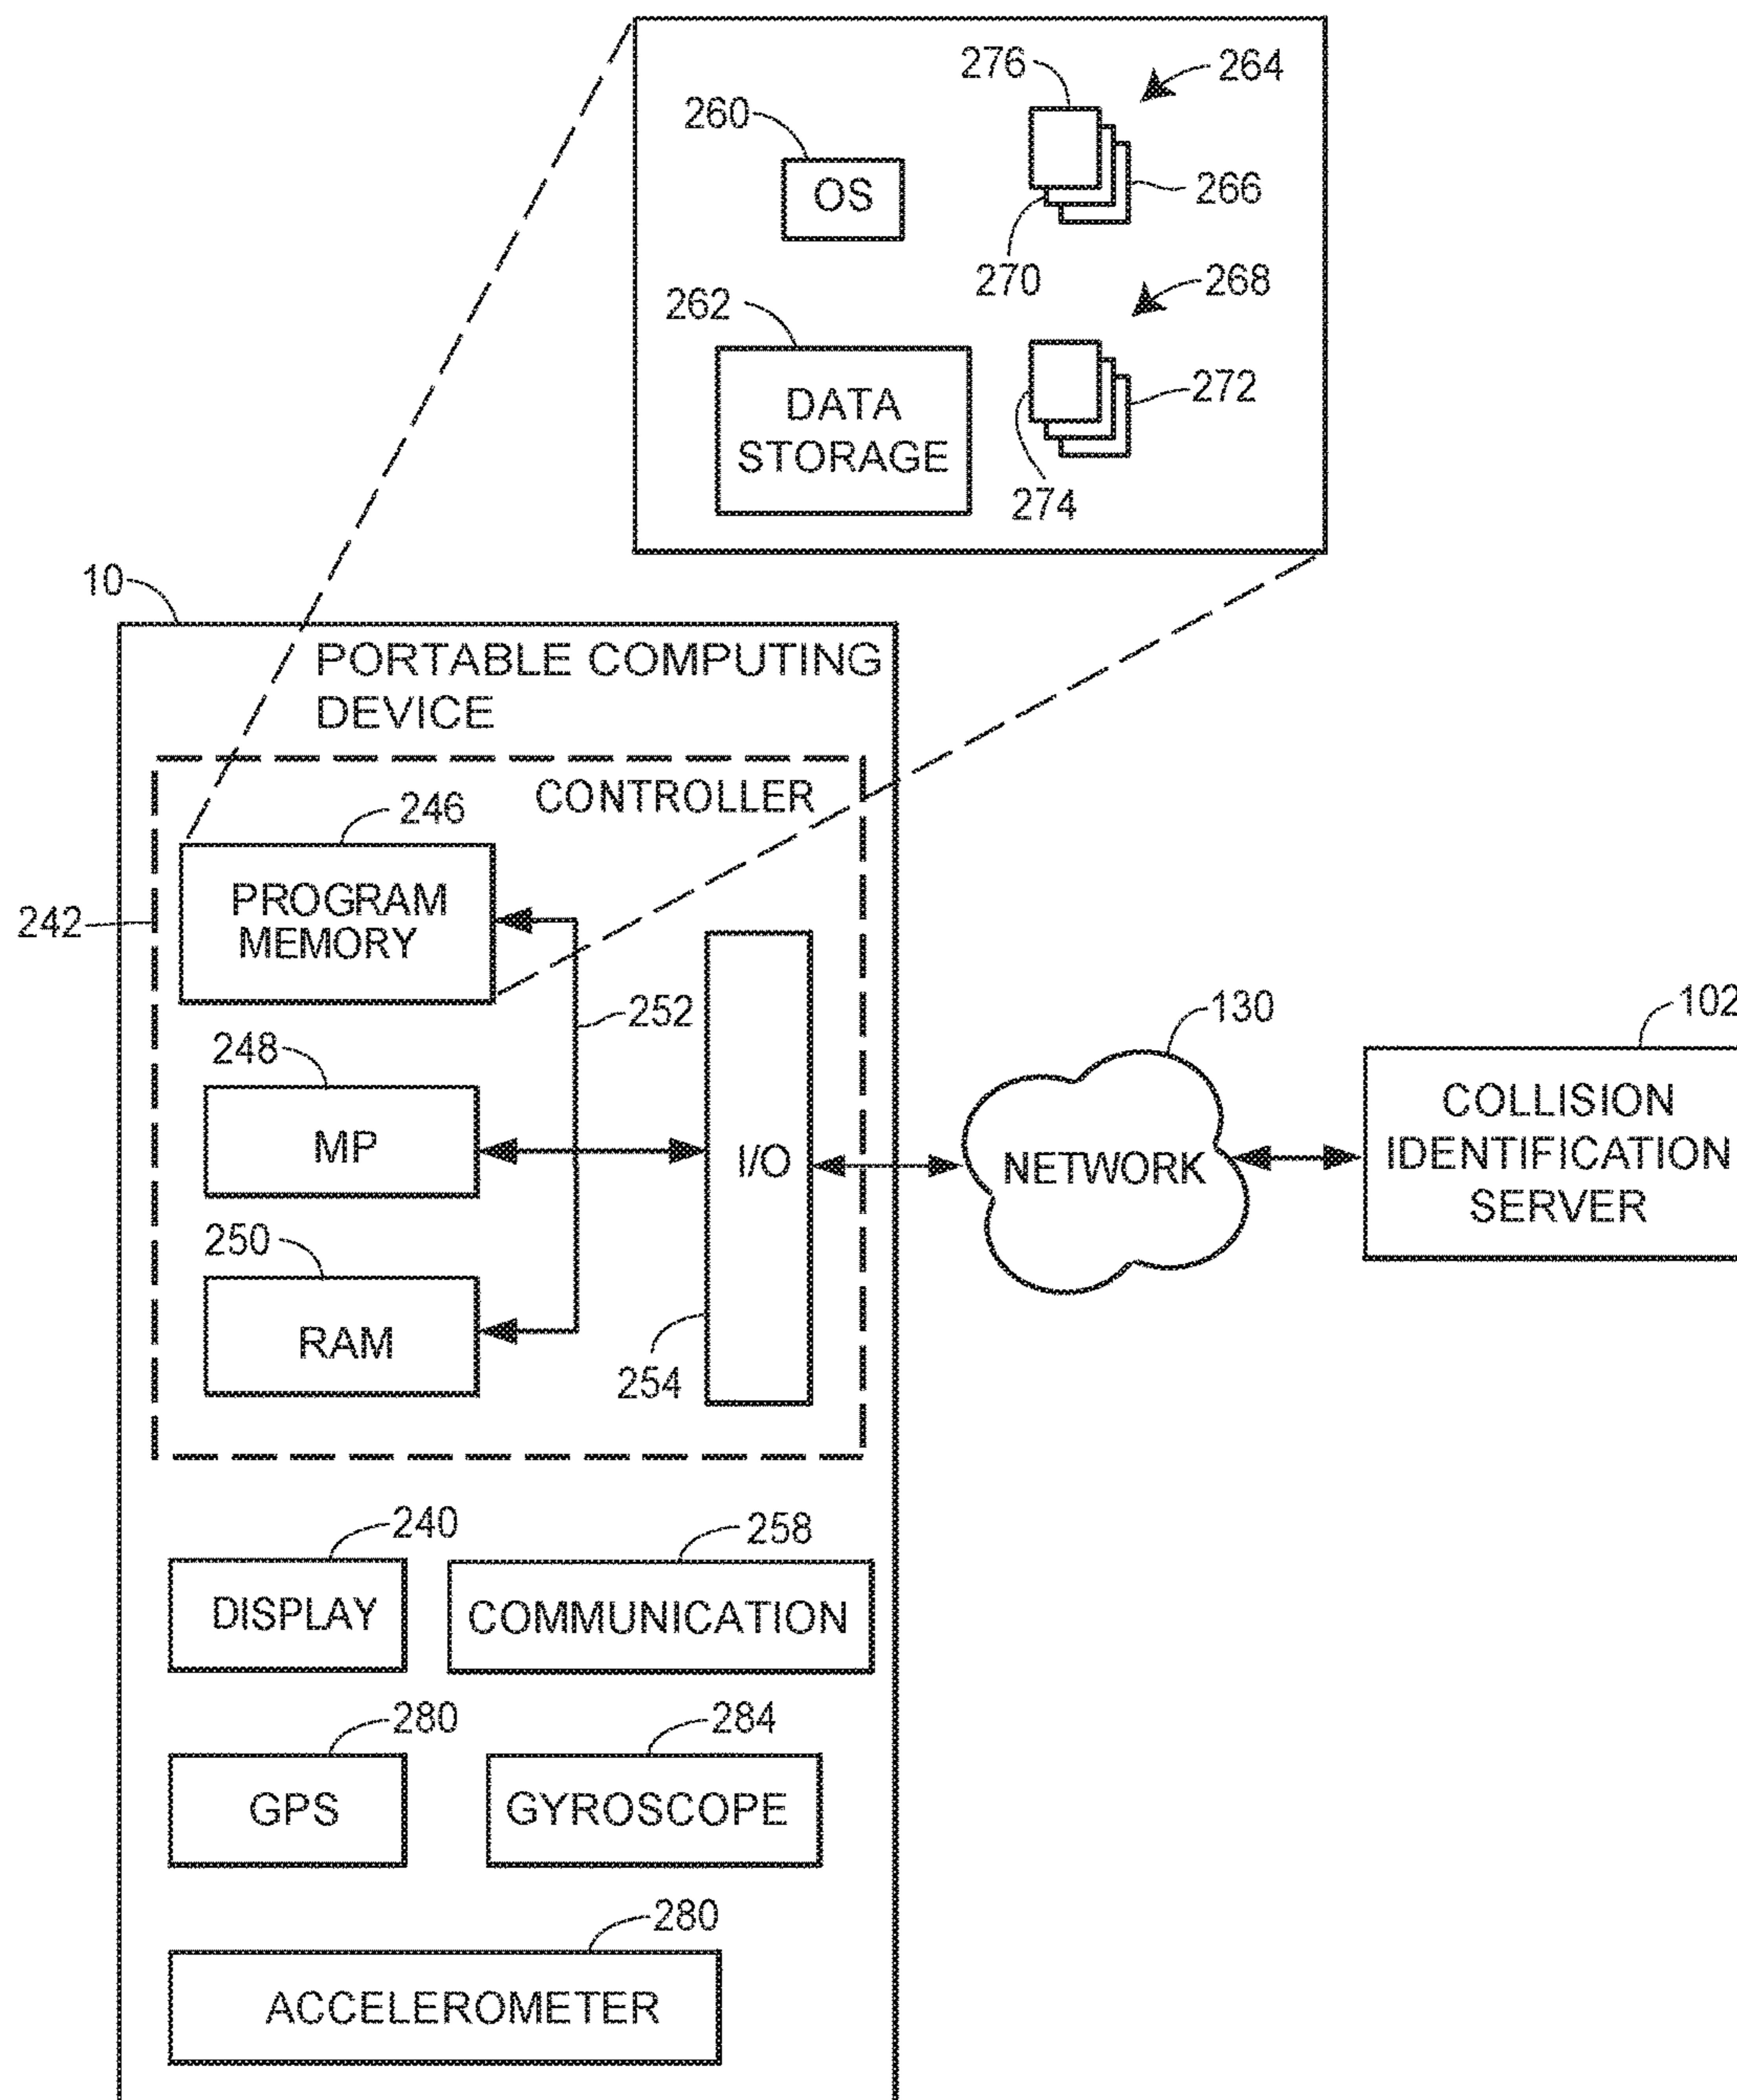 276
264
260
OS
266
270
268
262
DATA
STORAGE
272
274
10
PORTABLE COMPUTING
DEVICE
CONTROLLER
246
PROGRAM
MEMORY
242
252
248
MP
I/O
130
NETWORK
102
COLLISION
IDENTIFICATION
SERVER
250
RAM
254
240
DISPLAY
258
COMMUNICATION
280
GPS
284
GYROSCOPE
280
ACCELEROMETER